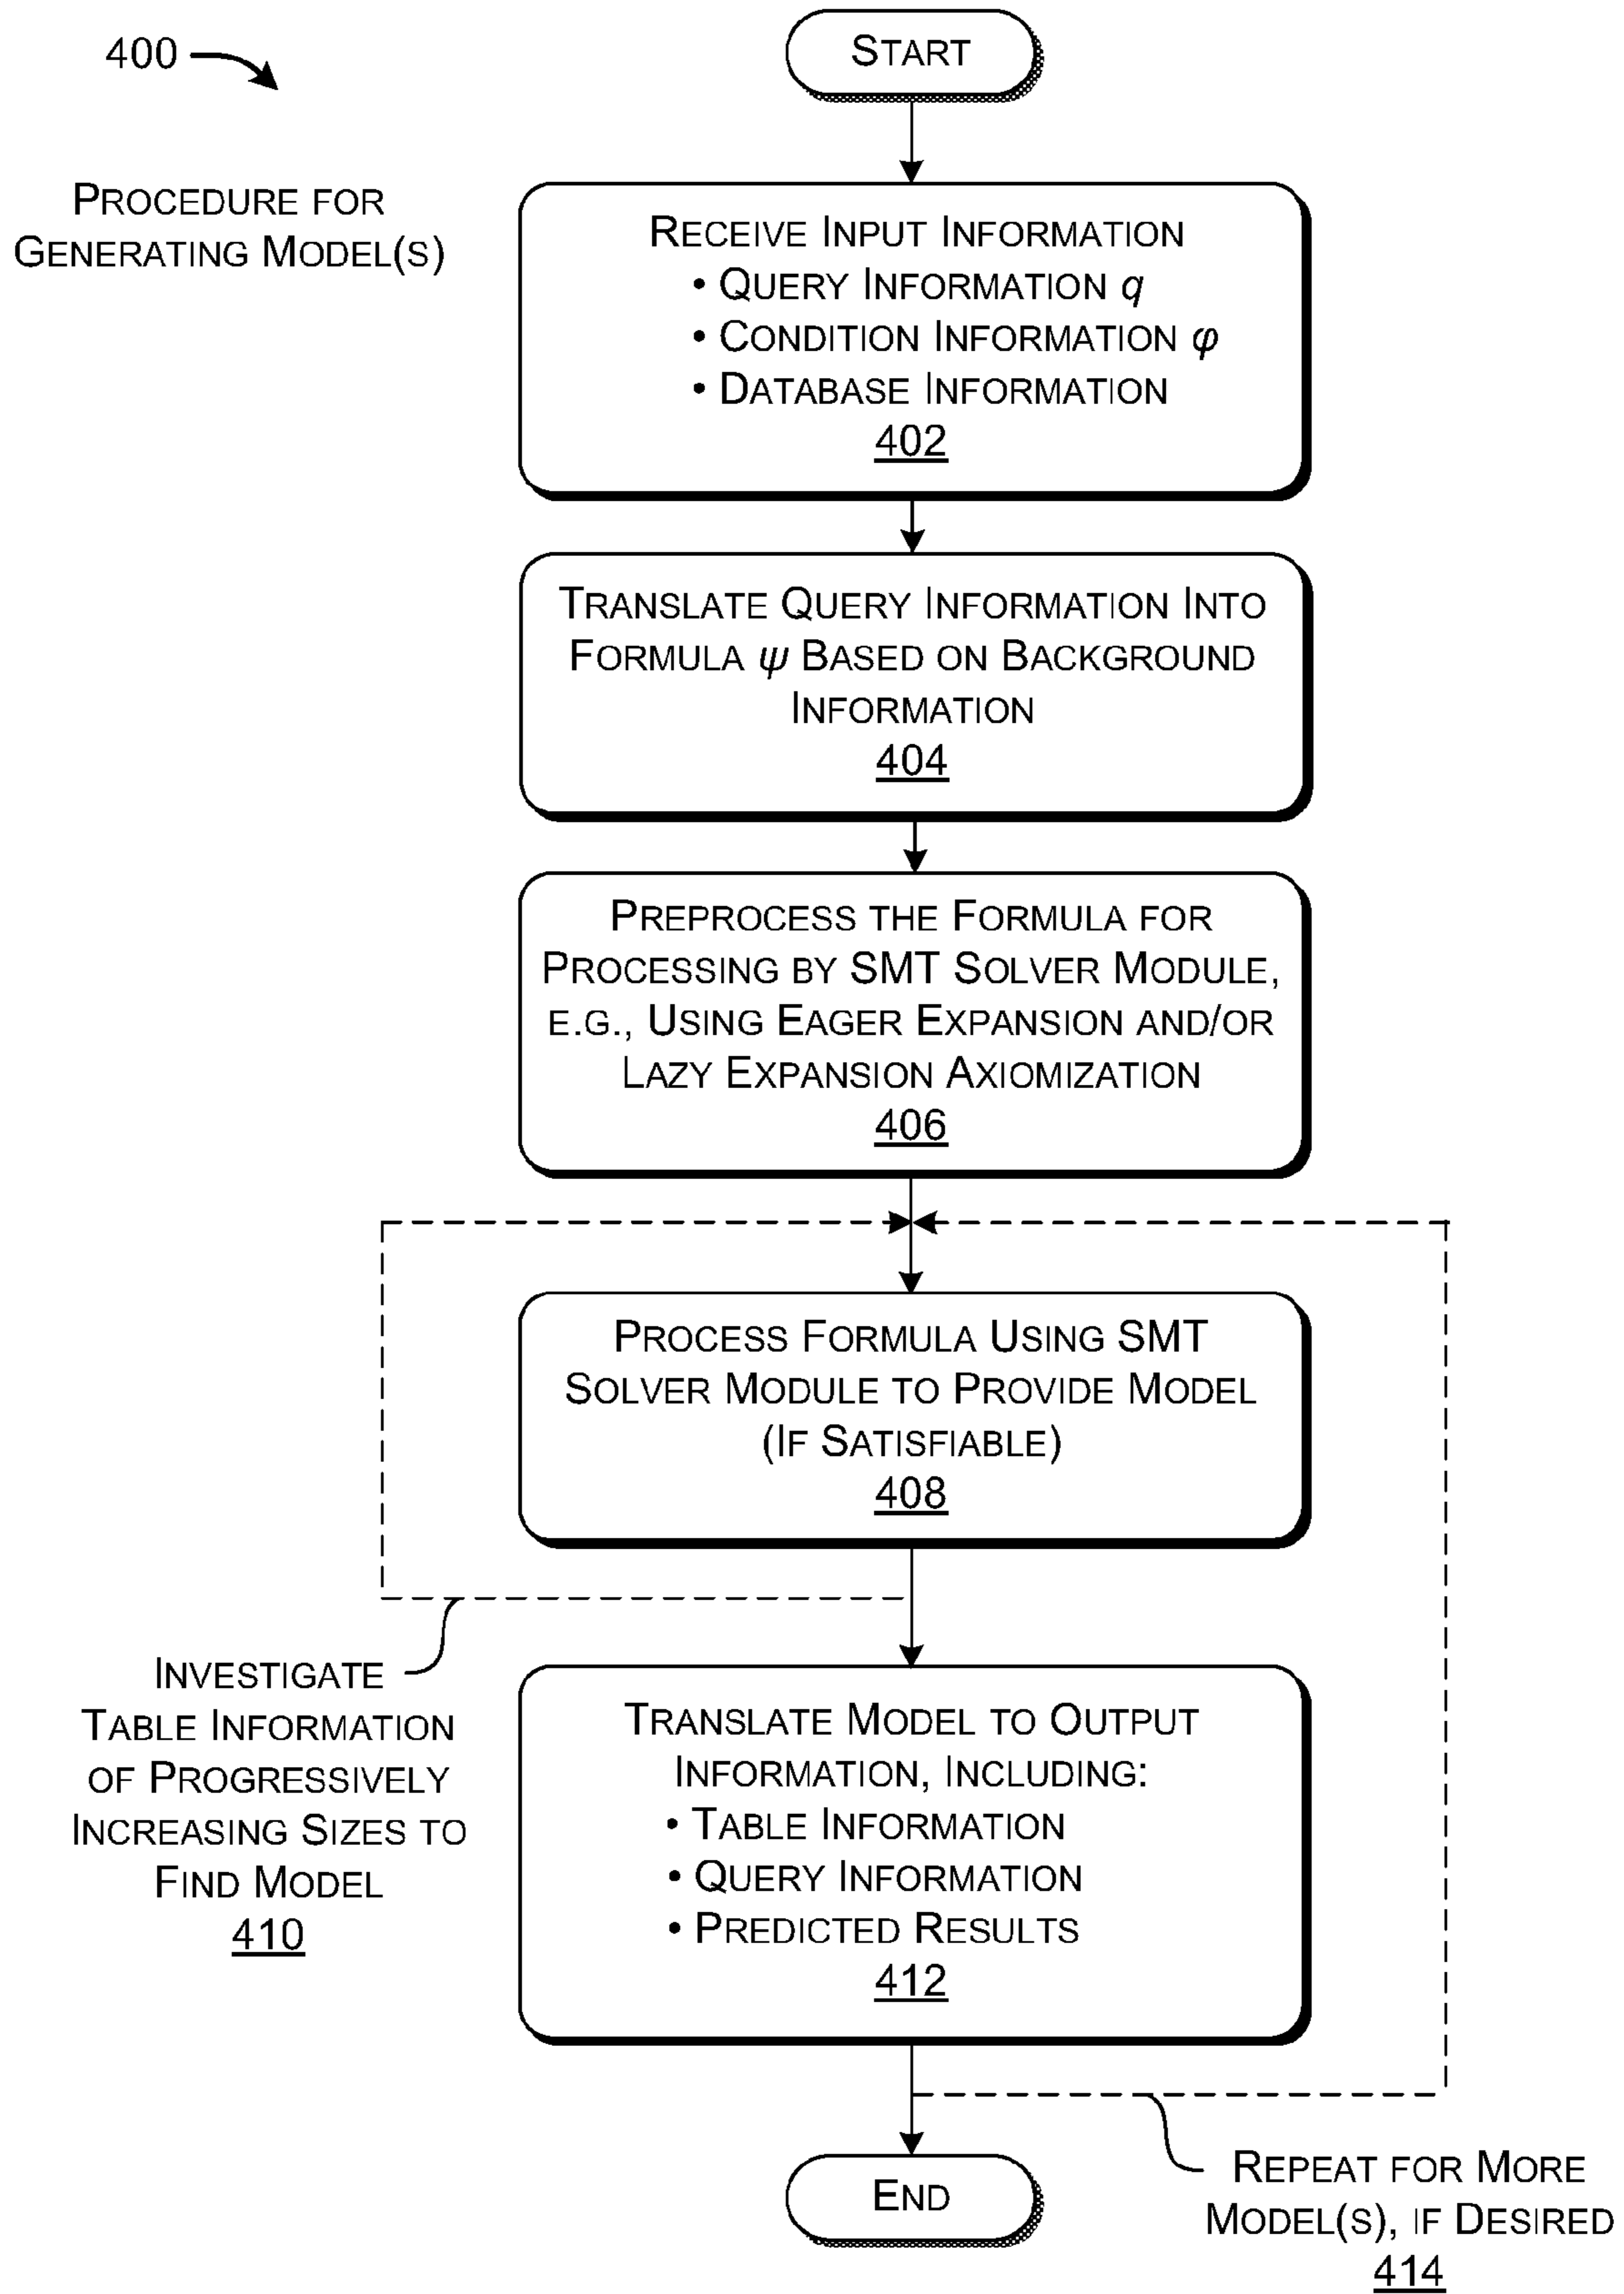 400
START
PROCEDURE FOR
GENERATING MODEL(S)
RECEIVE INPUT INFORMATION
• QUERY INFORMATION q
• CONDITION INFORMATION φ
• DATABASE INFORMATION
402
TRANSLATE QUERY INFORMATION INTO
FORMULA ψ BASED ON BACKGROUND
INFORMATION
404
PREPROCESS THE FORMULA FOR
PROCESSING BY SMT SOLVER MODULE,
E.G., USING EAGER EXPANSION AND/OR
LAZY EXPANSION AXIOMIZATION
406
PROCESS FORMULA USING SMT
SOLVER MODULE TO PROVIDE MODEL
(IF SATISFIABLE)
408
INVESTIGATE
TABLE INFORMATION
OF PROGRESSIVELY
INCREASING SIZES TO
FIND MODEL
410
TRANSLATE MODEL TO OUTPUT
INFORMATION, INCLUDING:
• TABLE INFORMATION
• QUERY INFORMATION
• PREDICTED RESULTS
412
END
REPEAT FOR MORE
MODEL(S), IF DESIRED
414